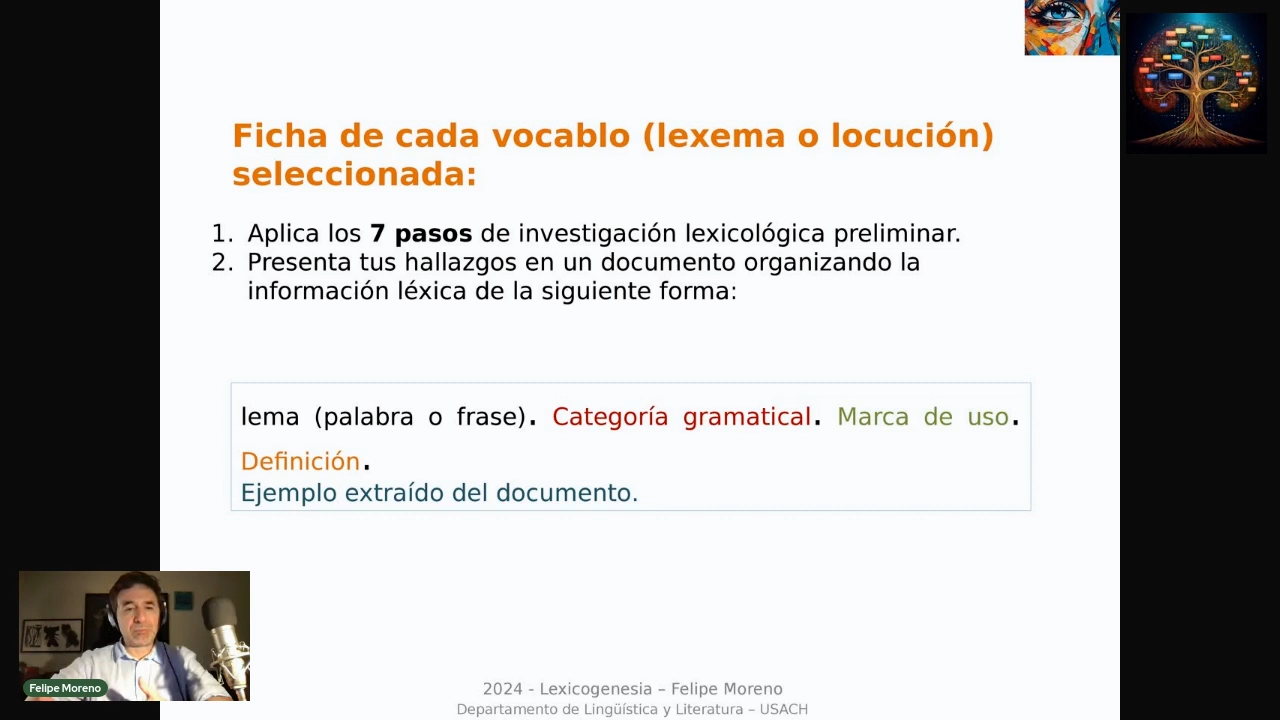 Ficha de cada vocablo (lexema o locución)
seleccionada:
1. Aplica los 7 pasos de investigación lexicológica preliminar.
2. Presenta tus hallazgos en un documento organizando la
información léxica de la siguiente forma:
lema (palabra o frase). Categoría gramatical. Marca de uso.
Definición.
Ejemplo extraído del documento.
Felipe Moreno
2024 - Lexicogenesia – Felipe Moreno
Departamento de Lingüística y Literatura – USACH